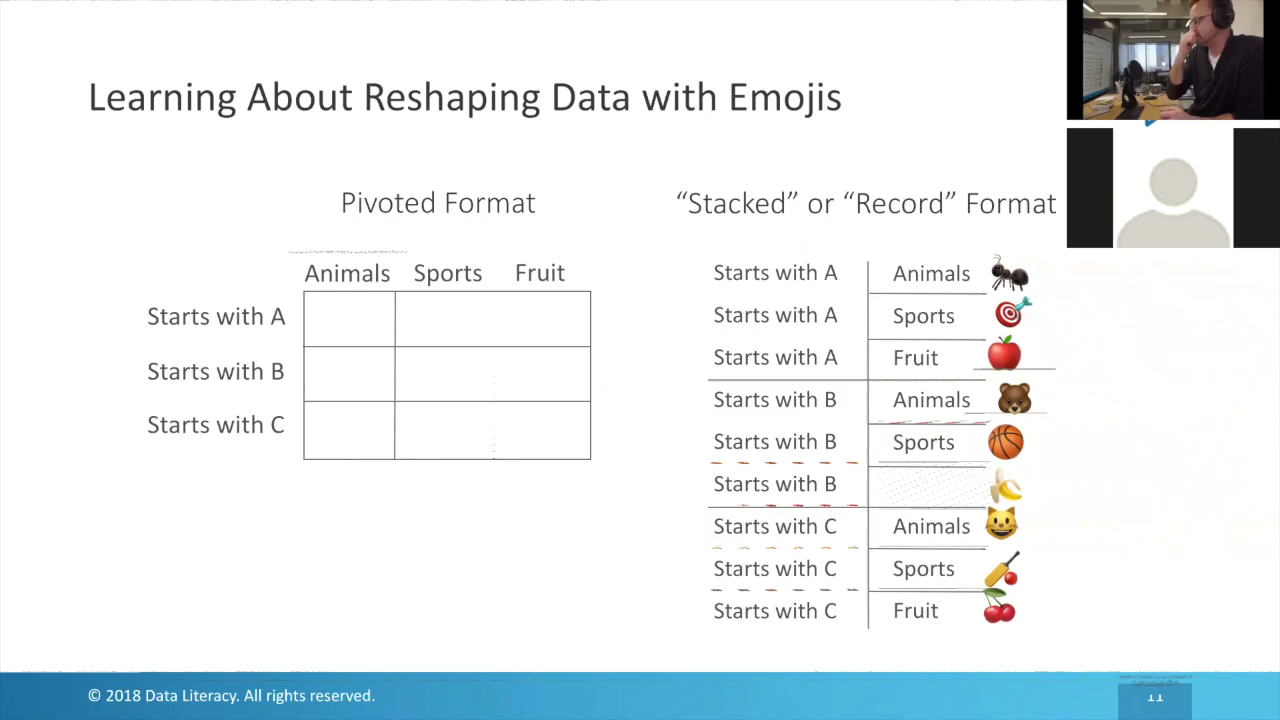 Learning About Reshaping Data with Emojis
Pivoted Format
Animals Sports Fruit
Starts with A
Starts with B
Starts with C
“Stacked” or “Record” Format
Starts with A Animals
Starts with A Sports
Starts with A Fruit
Starts with B Animals
Starts with B Sports
Starts with B
Starts with C Animals
Starts with C Sports
Starts with C Fruit
© 2018 Data Literacy. All rights reserved.
11